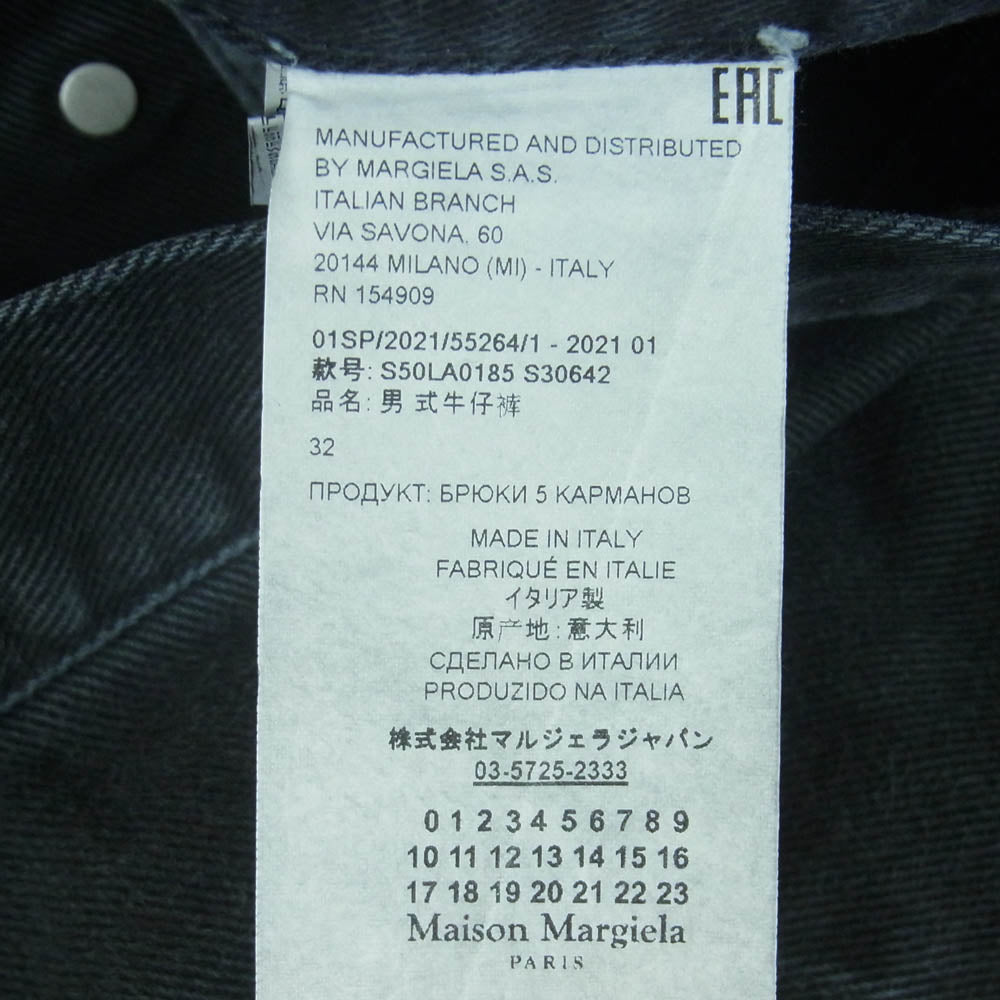 EAC
MANUFACTURED AND DISTRIBUTED
BY MARGIELA S.A.S.
ITALIAN BRANCH
VIA SAVONA, 60
20144 MILANO (MI) - ITALY
RN 154909
01SP/2021/55264/1 - 2021 01
款号: S50LA0185 S30642
品名: 男 式牛仔裤
32
ПРОДУКТ: БРЮКИ 5 КАРМАНОВ
MADE IN ITALY
FABRIQUÉ EN ITALIE
イタリア製
原产地: 意大利
СДЕЛАНО В ИТАЛИИ
PRODUZIDO NA ITALIA
株式会社マルジェラジャパン
03-5725-2333
0 1 2 3 4 5 6 7 8 9
10 11 12 13 14 15 16
17 18 19 20 21 22 23
Maison Margiela
PARIS